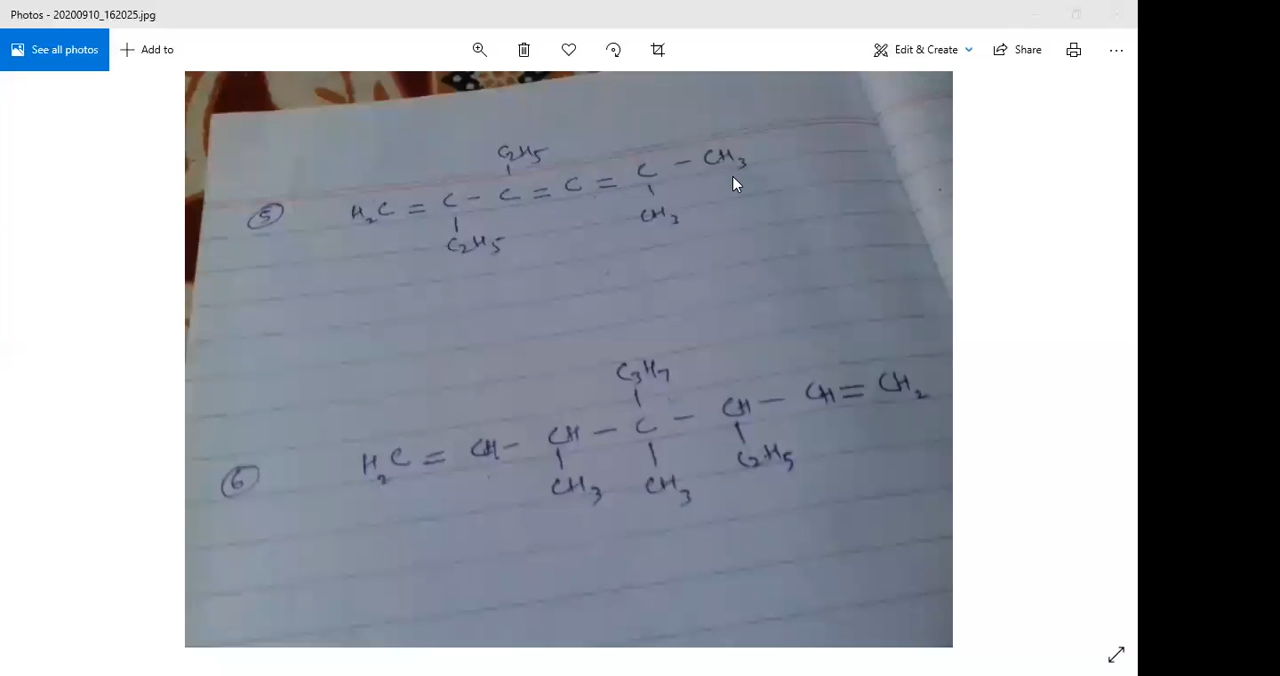 Photos - 20200910_162025.jpg
See all photos
Add to
Edit & Create
Share
C2H5
5 H2C = C - C = C = C - CH3
C2H5 CH3
C3H7
6 H2C = CH - CH - C - CH - CH = CH2
CH3 CH3 C2H5